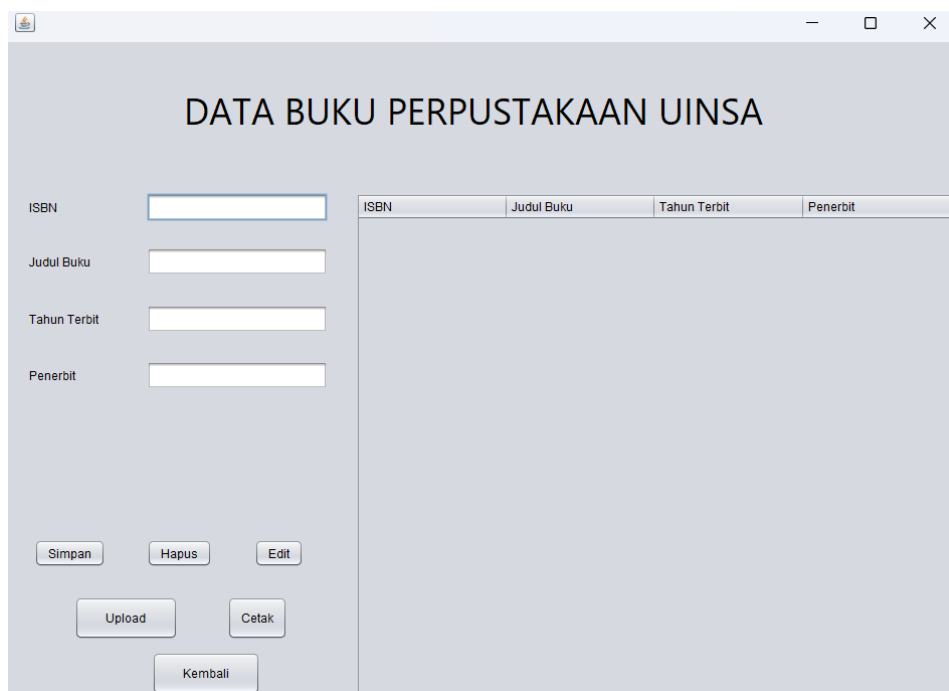 DATA BUKU PERPUSTAKAAN UINSA
ISBN
Judul Buku
Tahun Terbit
Penerbit
ISBN Judul Buku Tahun Terbit Penerbit
Simpan Hapus Edit
Upload Cetak
Kembali